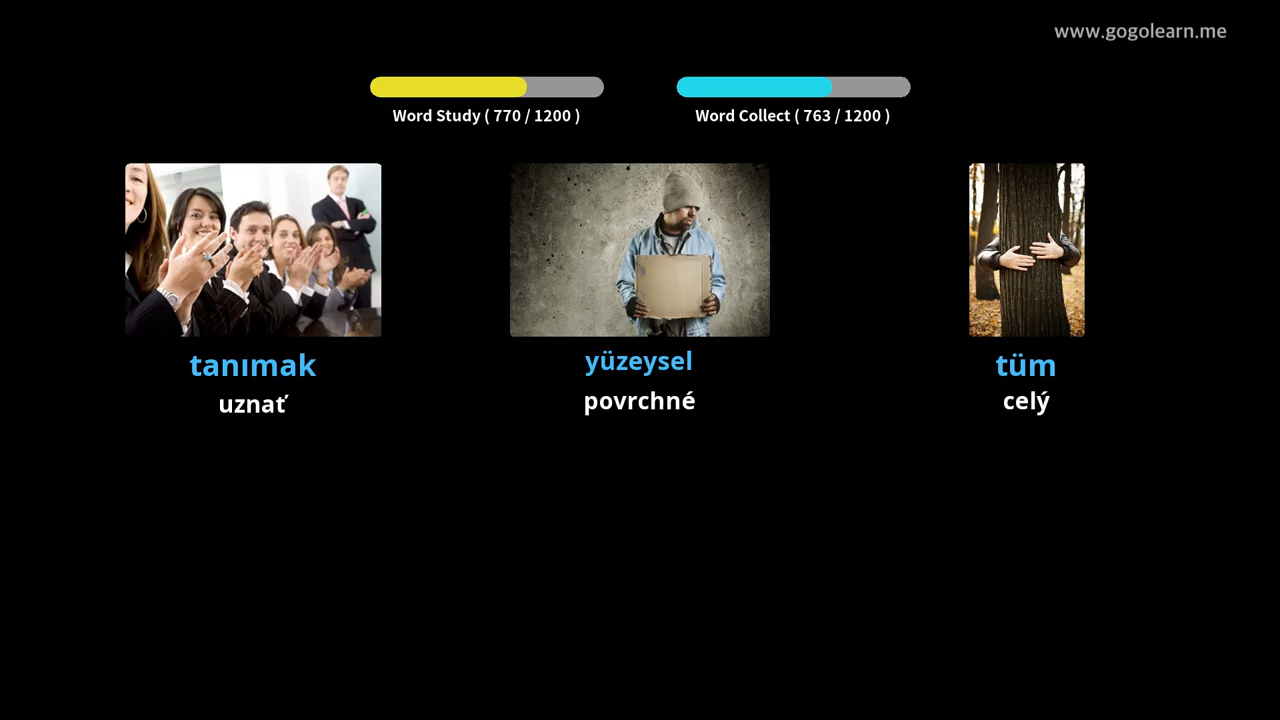 www.gogolearn.me
Word Study ( 770 / 1200 )
Word Collect ( 763 / 1200 )
tanımak
uznať
yüzeysel
povrchné
tüm
celý